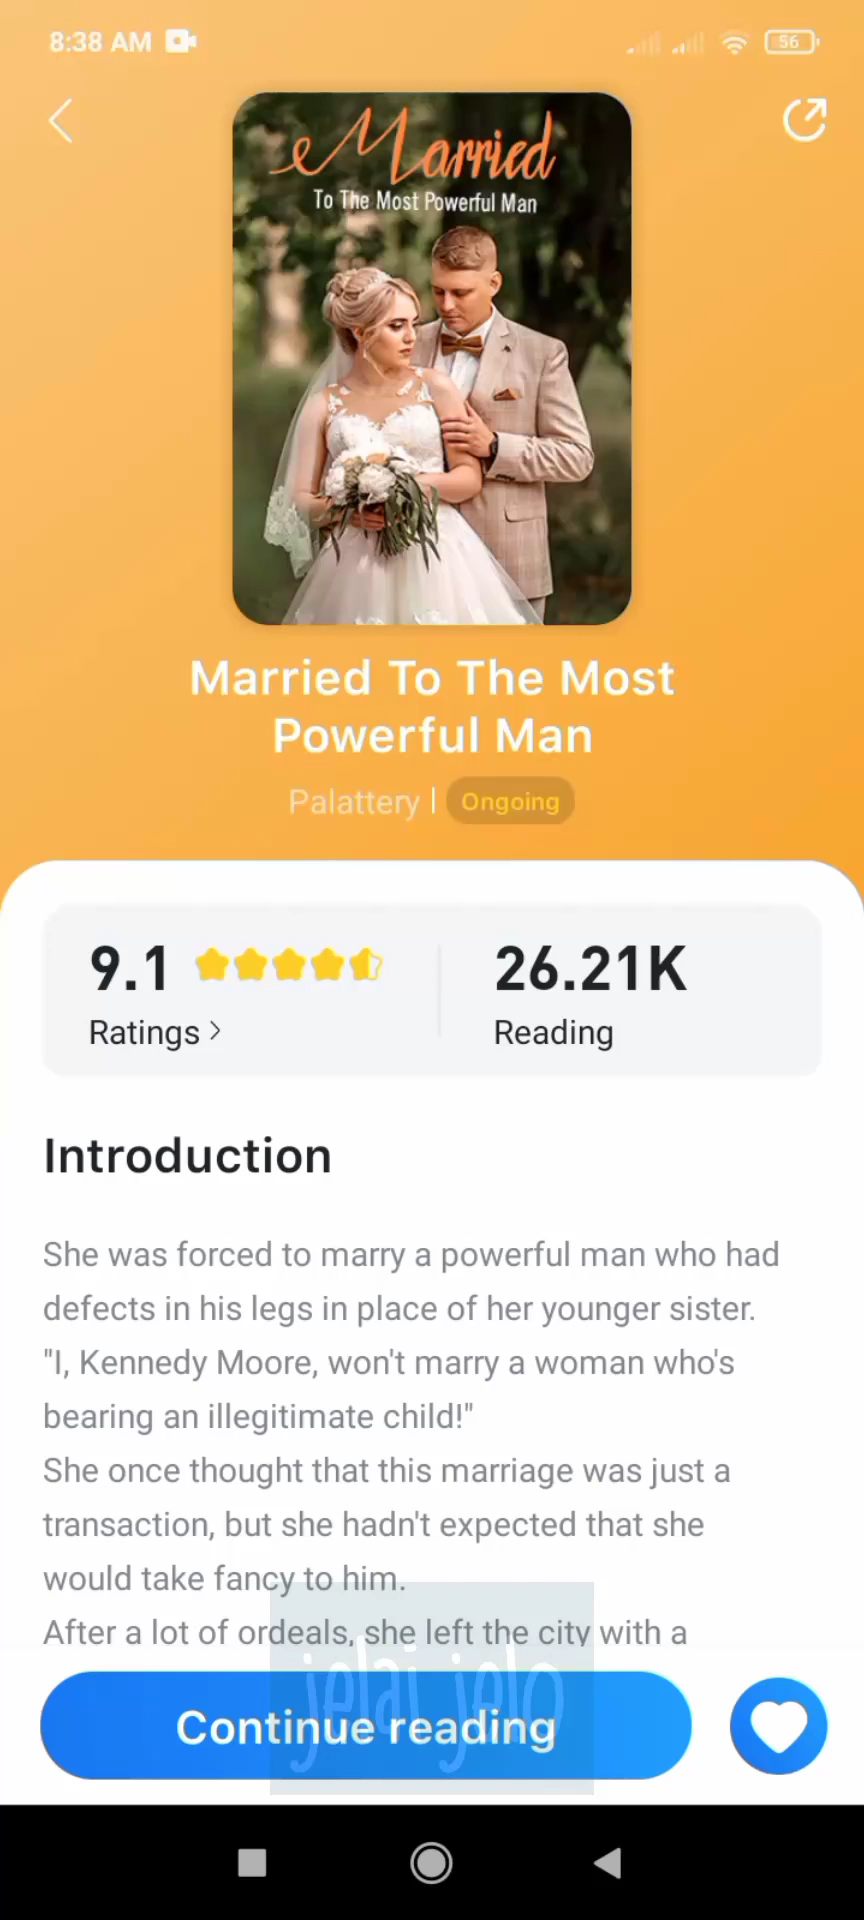 8:38 AM
56
Married
To The Most Powerful Man
Married To The Most
Powerful Man
Palattery | Ongoing
9.1
26.21K
Ratings >
Reading
Introduction
She was forced to marry a powerful man who had
defects in his legs in place of her younger sister.
"I, Kennedy Moore, won't marry a woman who's
bearing an illegitimate child!"
She once thought that this marriage was just a
transaction, but she hadn't expected that she
would take fancy to him.
After a lot of ordeals, she left the city with a
jelai jelo
Continue reading